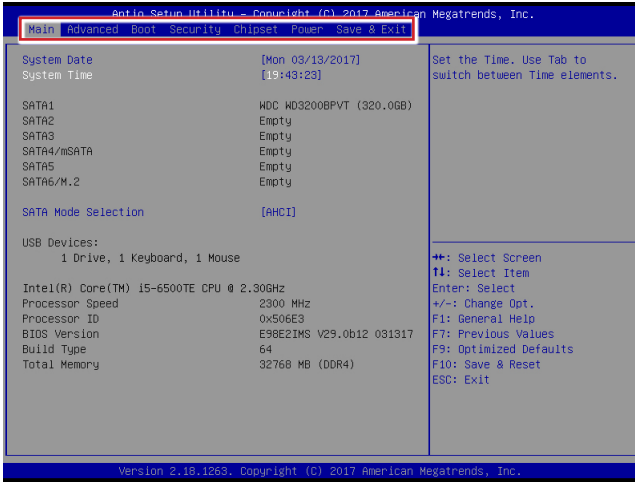 Aptio Setup Utility – Copyright (C) 2017 American Megatrends, Inc.
Main Advanced Boot Security Chipset Power Save & Exit
System Date [Mon 03/13/2017] Set the Time. Use Tab to
System Time [19:43:23] switch between Time elements.
SATA1 WDC WD3200BPVT (320.0GB)
SATA2 Empty
SATA3 Empty
SATA4/mSATA Empty
SATA5 Empty
SATA6/M.2 Empty
SATA Mode Selection [AHCI]
USB Devices:
1 Drive, 1 Keyboard, 1 Mouse
→←: Select Screen
↑↓: Select Item
Intel(R) Core(TM) i5-6500TE CPU @ 2.30GHz Enter: Select
Processor Speed 2300 MHz +/-: Change Opt.
Processor ID 0x506E3 F1: General Help
BIOS Version E98E2IMS V29.0b12 031317 F7: Previous Values
Build Type 64 F9: Optimized Defaults
Total Memory 32768 MB (DDR4) F10: Save & Reset
ESC: Exit
Version 2.18.1263. Copyright (C) 2017 American Megatrends, Inc.